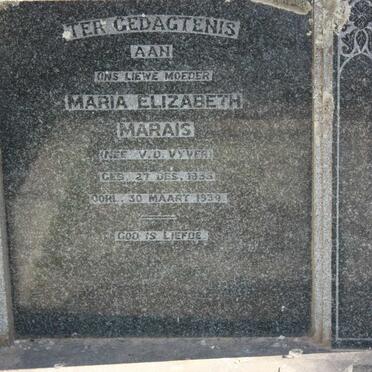 TER GEDAGTENIS
AAN
ONS LIEWE MOEDER
MARIA ELIZABETH
MARAIS
(NEE V.D. VYVER)
GEB. 27 DES.
OORL. 30 MAART 1939.
GOD IS LIEFDE